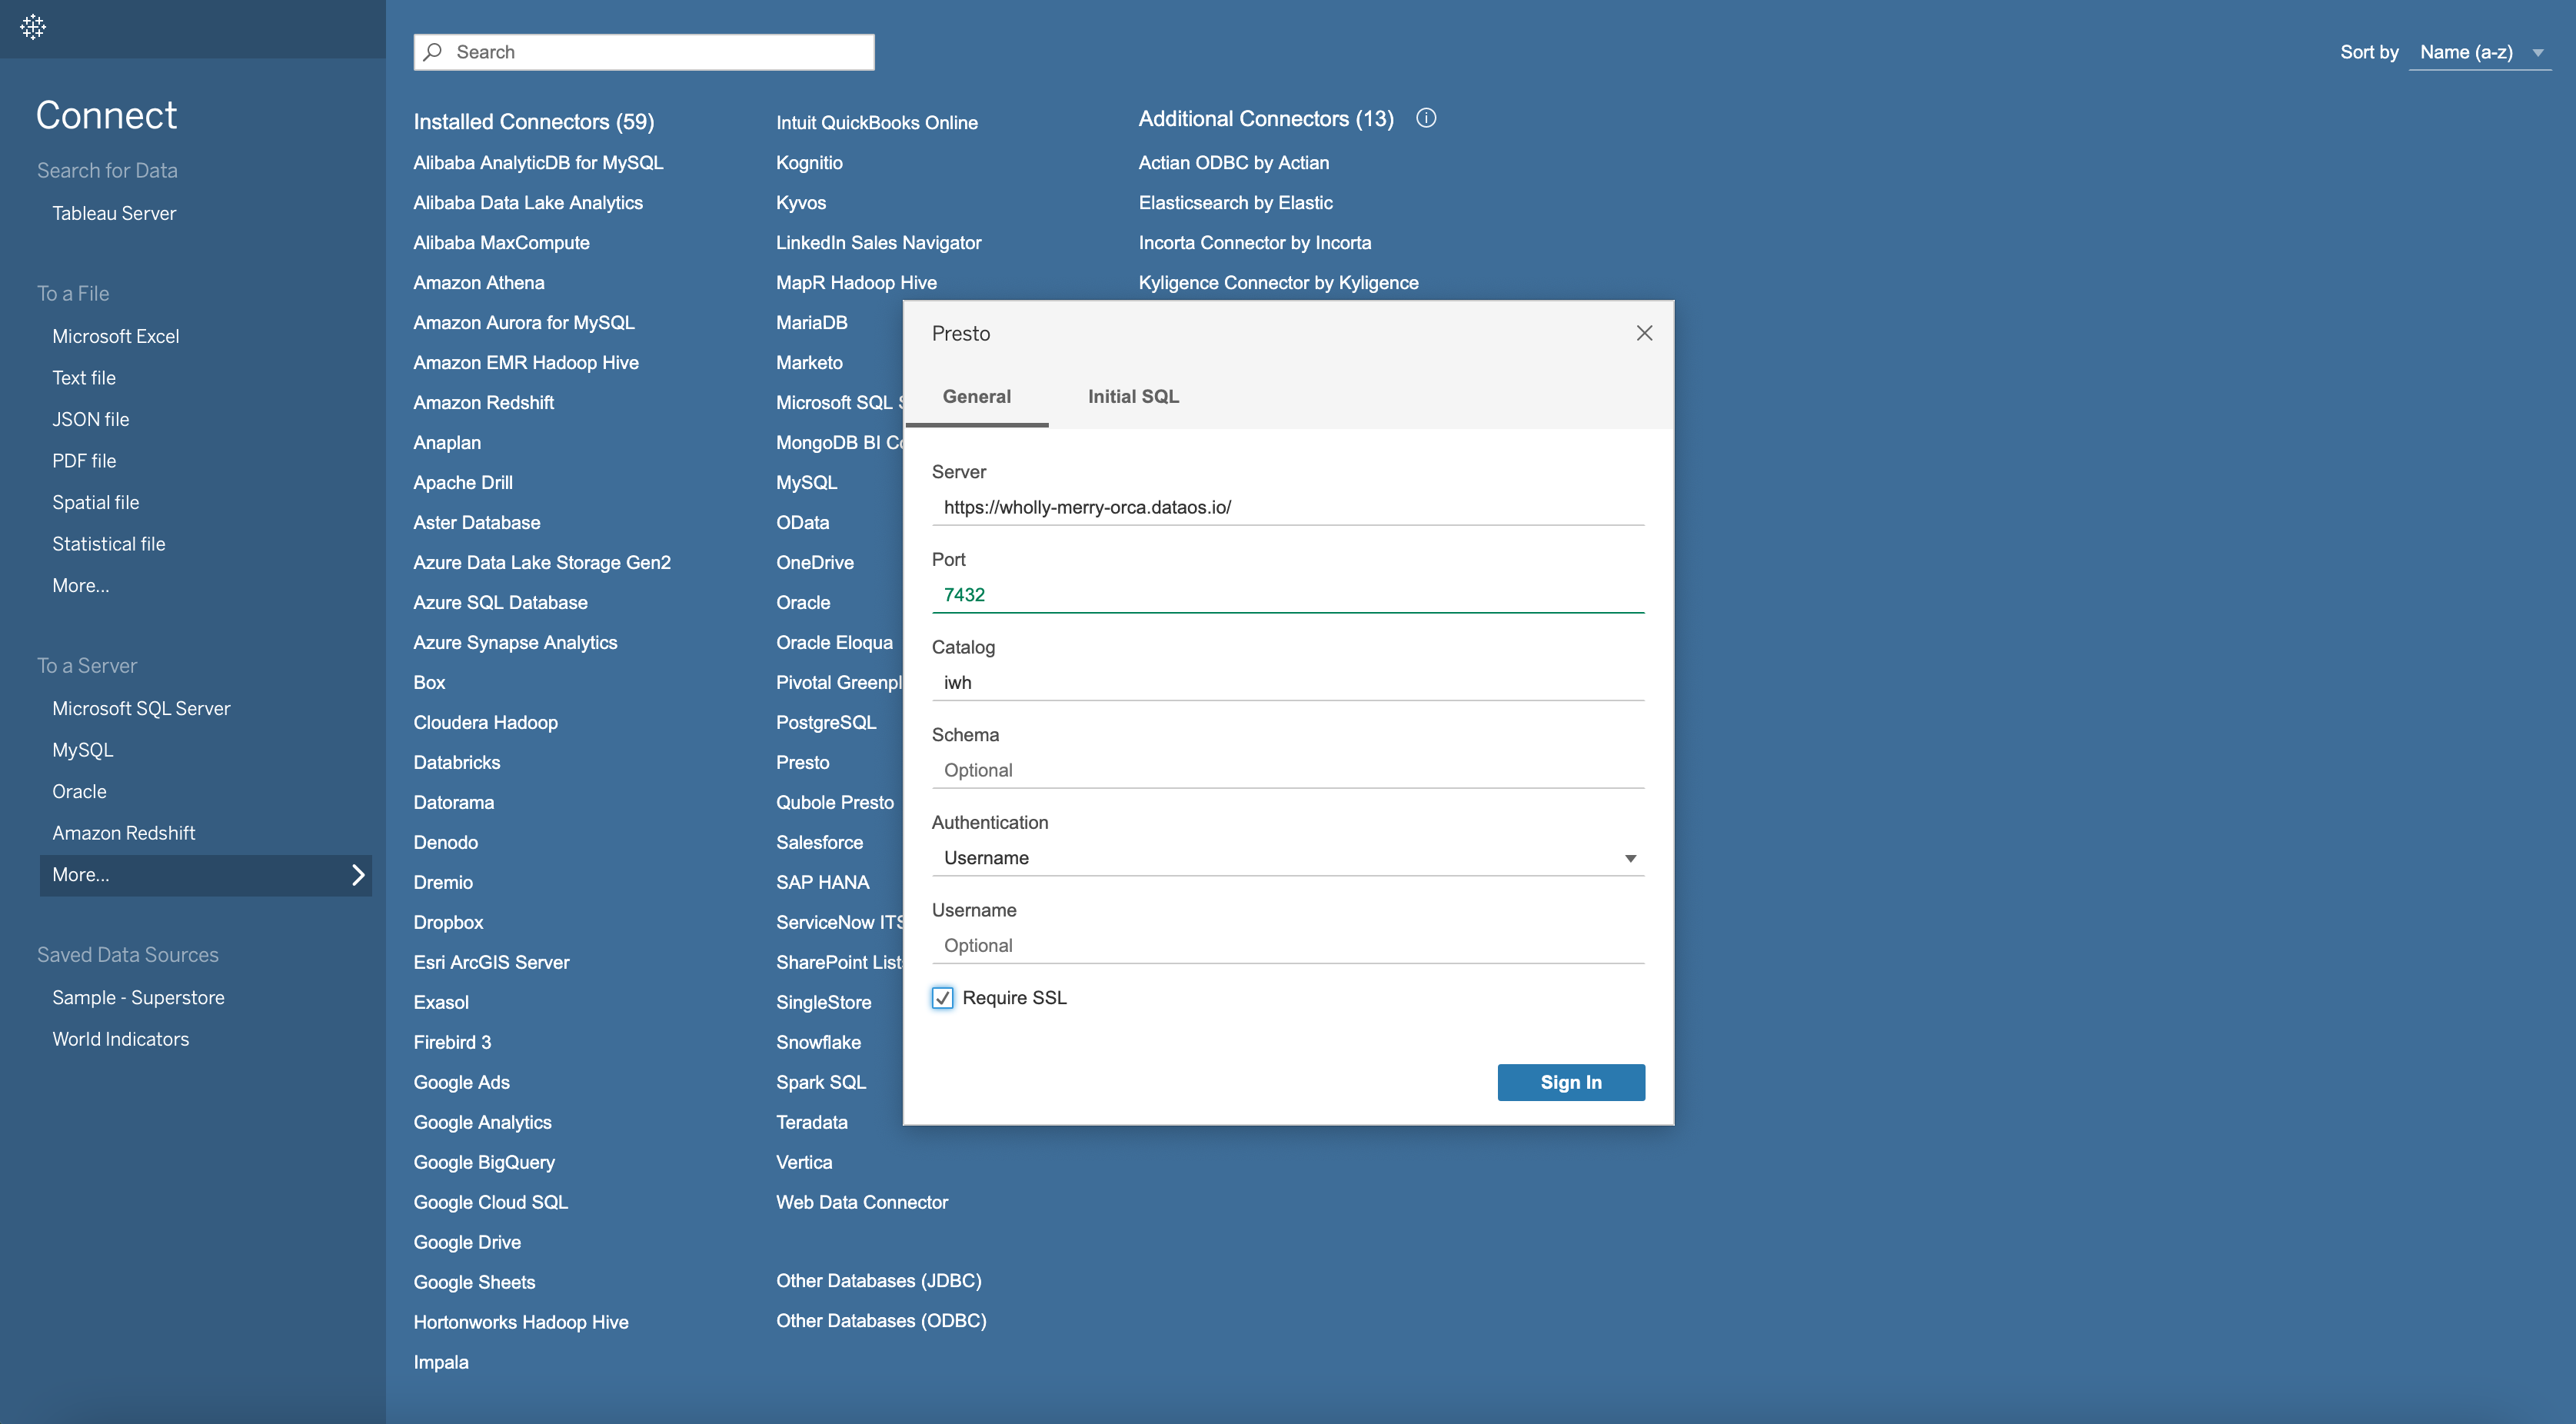 Connect
Search for Data
Tableau Server
To a File
Microsoft Excel
Text file
JSON file
PDF file
Spatial file
Statistical file
More...
To a Server
Microsoft SQL Server
MySQL
Oracle
Amazon Redshift
More...
Saved Data Sources
Sample - Superstore
World Indicators
Search
Sort by Name (a-z)
Installed Connectors (59)
Alibaba AnalyticDB for MySQL
Alibaba Data Lake Analytics
Alibaba MaxCompute
Amazon Athena
Amazon Aurora for MySQL
Amazon EMR Hadoop Hive
Amazon Redshift
Anaplan
Apache Drill
Aster Database
Azure Data Lake Storage Gen2
Azure SQL Database
Azure Synapse Analytics
Box
Cloudera Hadoop
Databricks
Datorama
Denodo
Dremio
Dropbox
Esri ArcGIS Server
Exasol
Firebird 3
Google Ads
Google Analytics
Google BigQuery
Google Cloud SQL
Google Drive
Google Sheets
Hortonworks Hadoop Hive
Impala
Intuit QuickBooks Online
Kognitio
Kyvos
LinkedIn Sales Navigator
MapR Hadoop Hive
MariaDB
Marketo
Microsoft SQL S
MongoDB BI Co
MySQL
OData
OneDrive
Oracle
Oracle Eloqua
Pivotal Greenpl
PostgreSQL
Presto
Qubole Presto
Salesforce
SAP HANA
ServiceNow ITS
SharePoint Lists
SingleStore
Snowflake
Spark SQL
Teradata
Vertica
Web Data Connector
Other Databases (JDBC)
Other Databases (ODBC)
Additional Connectors (13)
Actian ODBC by Actian
Elasticsearch by Elastic
Incorta Connector by Incorta
Kyligence Connector by Kyligence
Presto
General Initial SQL
Server
https://wholly-merry-orca.dataos.io/
Port
7432
Catalog
iwh
Schema
Optional
Authentication
Username
Username
Optional
Require SSL
Sign In